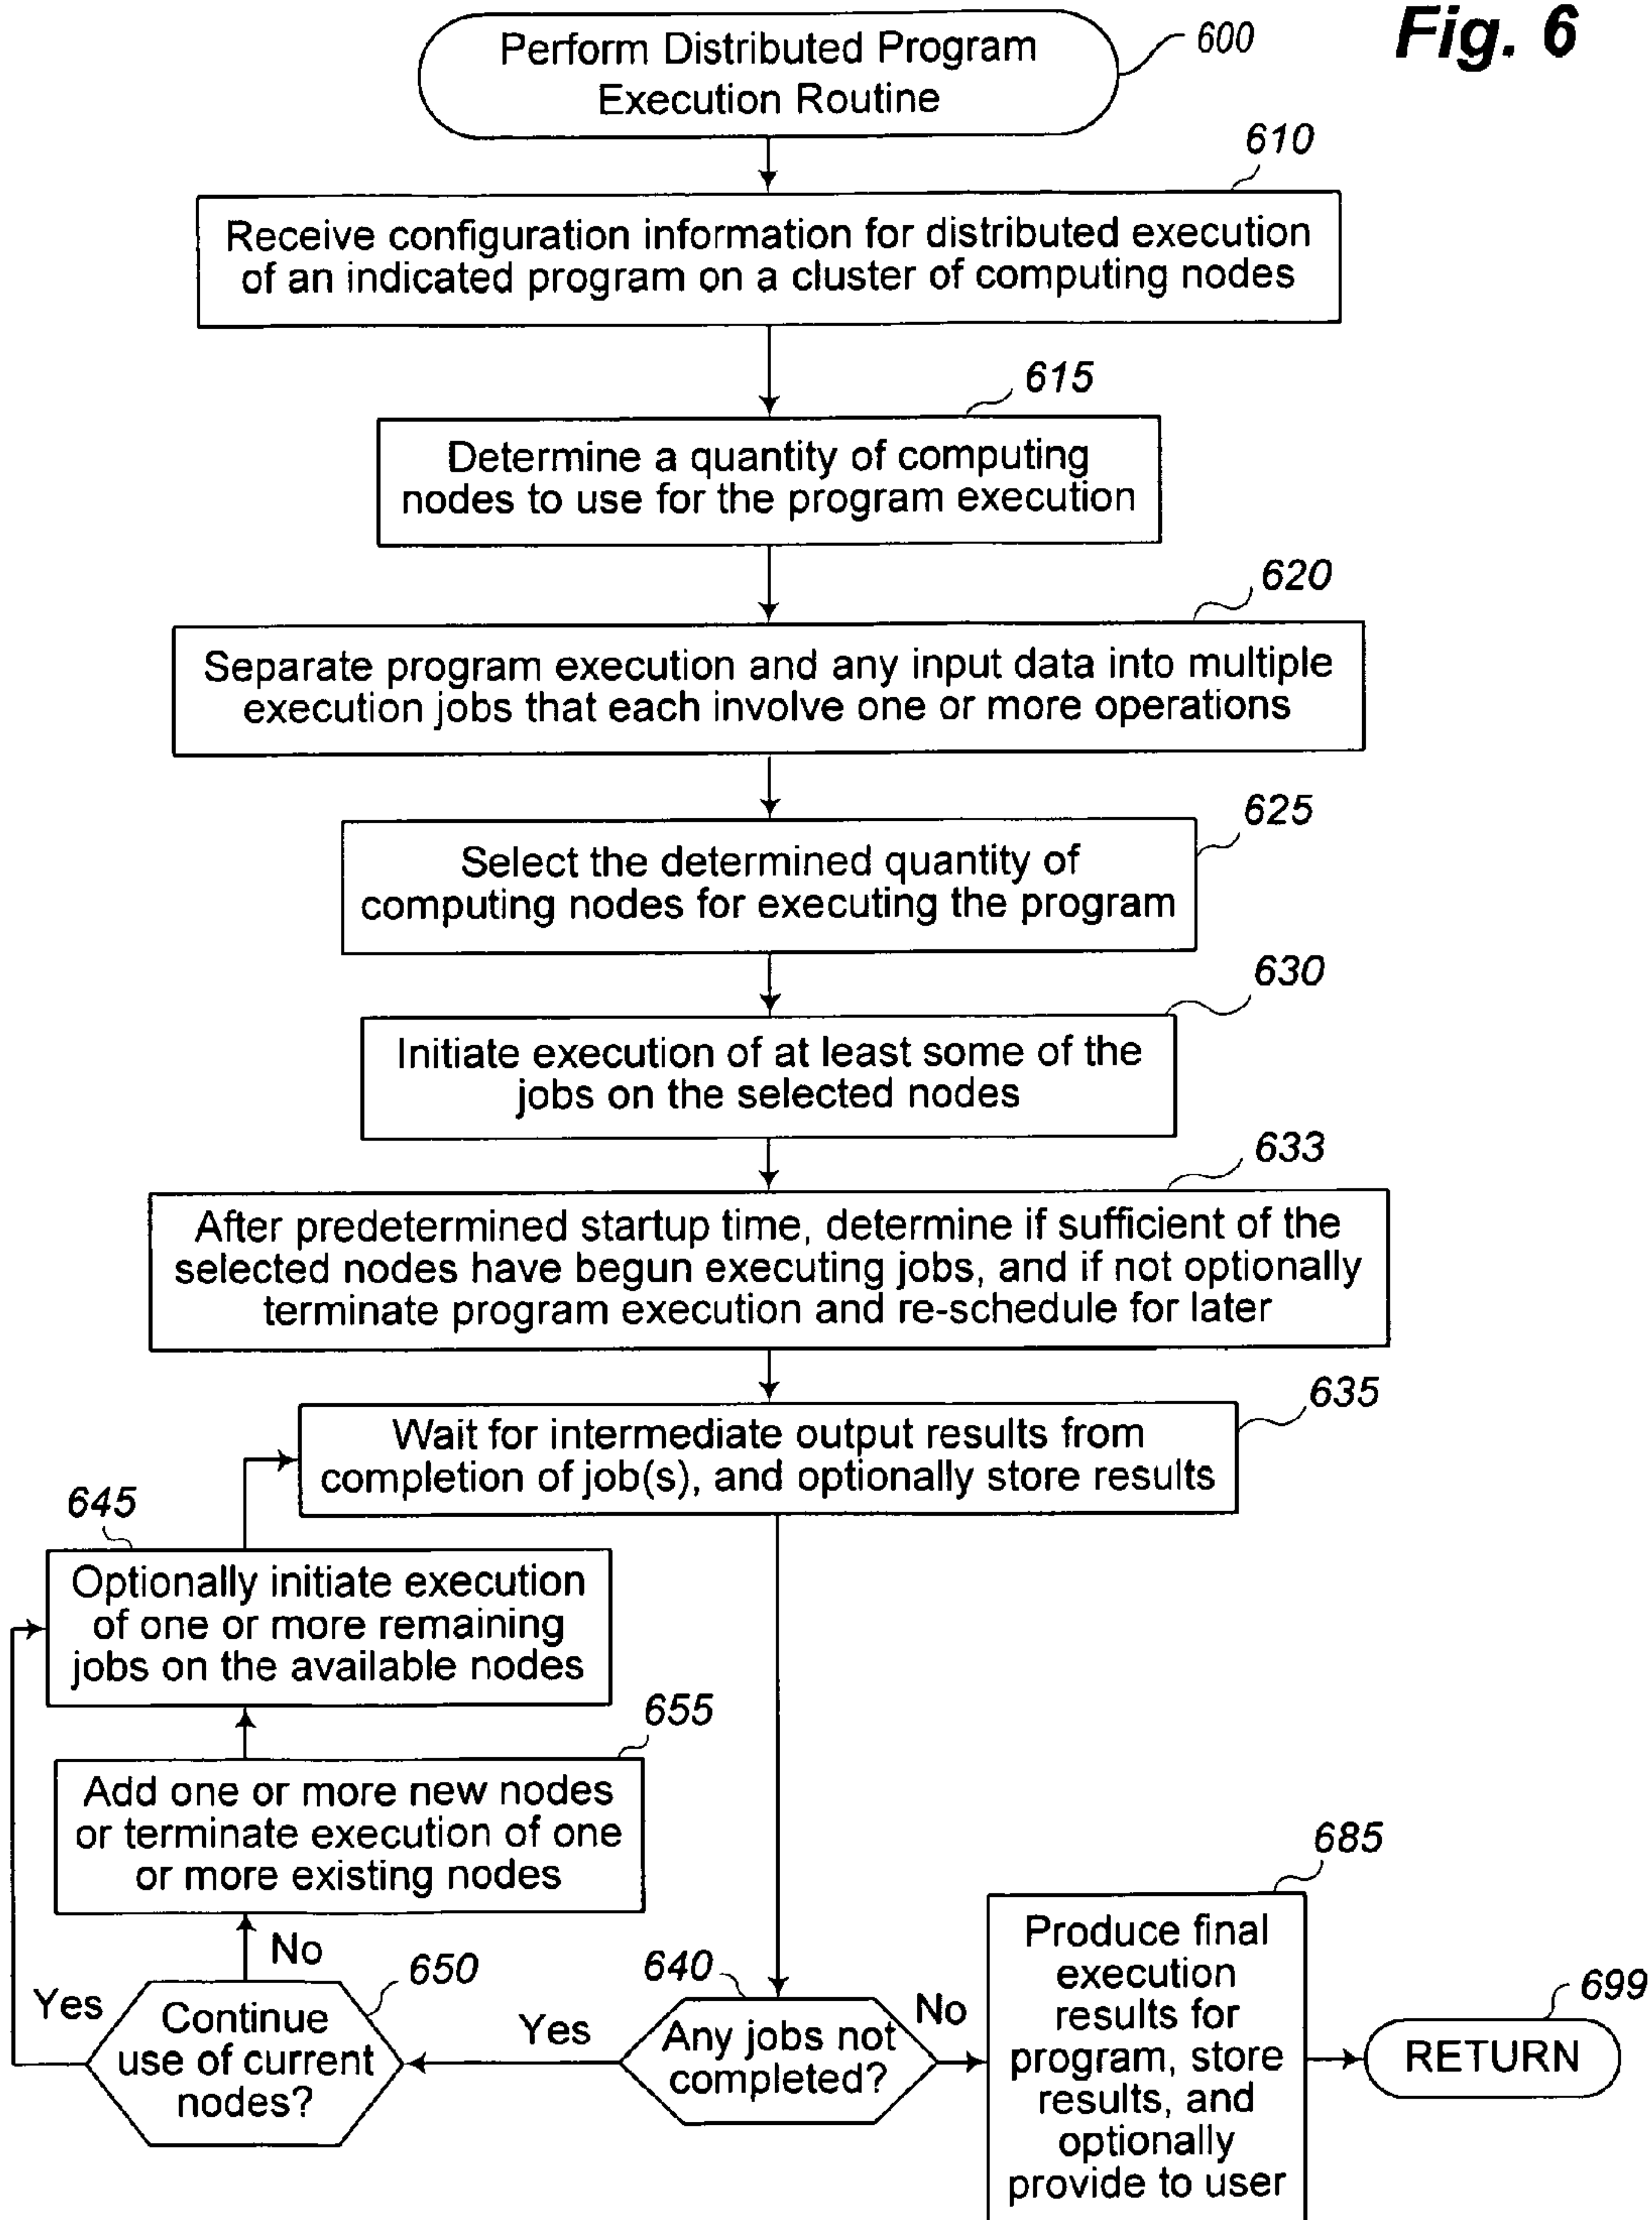 Fig. 6
Perform Distributed Program
Execution Routine
600
610
Receive configuration information for distributed execution
of an indicated program on a cluster of computing nodes
615
Determine a quantity of computing
nodes to use for the program execution
620
Separate program execution and any input data into multiple
execution jobs that each involve one or more operations
625
Select the determined quantity of
computing nodes for executing the program
630
Initiate execution of at least some of the
jobs on the selected nodes
633
After predetermined startup time, determine if sufficient of the
selected nodes have begun executing jobs, and if not optionally
terminate program execution and re-schedule for later
635
Wait for intermediate output results from
completion of job(s), and optionally store results
645
Optionally initiate execution
of one or more remaining
jobs on the available nodes
655
Add one or more new nodes
or terminate execution of one
or more existing nodes
No
650
Yes
Continue
use of current
nodes?
Yes
640
Any jobs not
completed?
No
685
Produce final
execution
results for
program, store
results, and
optionally
provide to user
699
RETURN